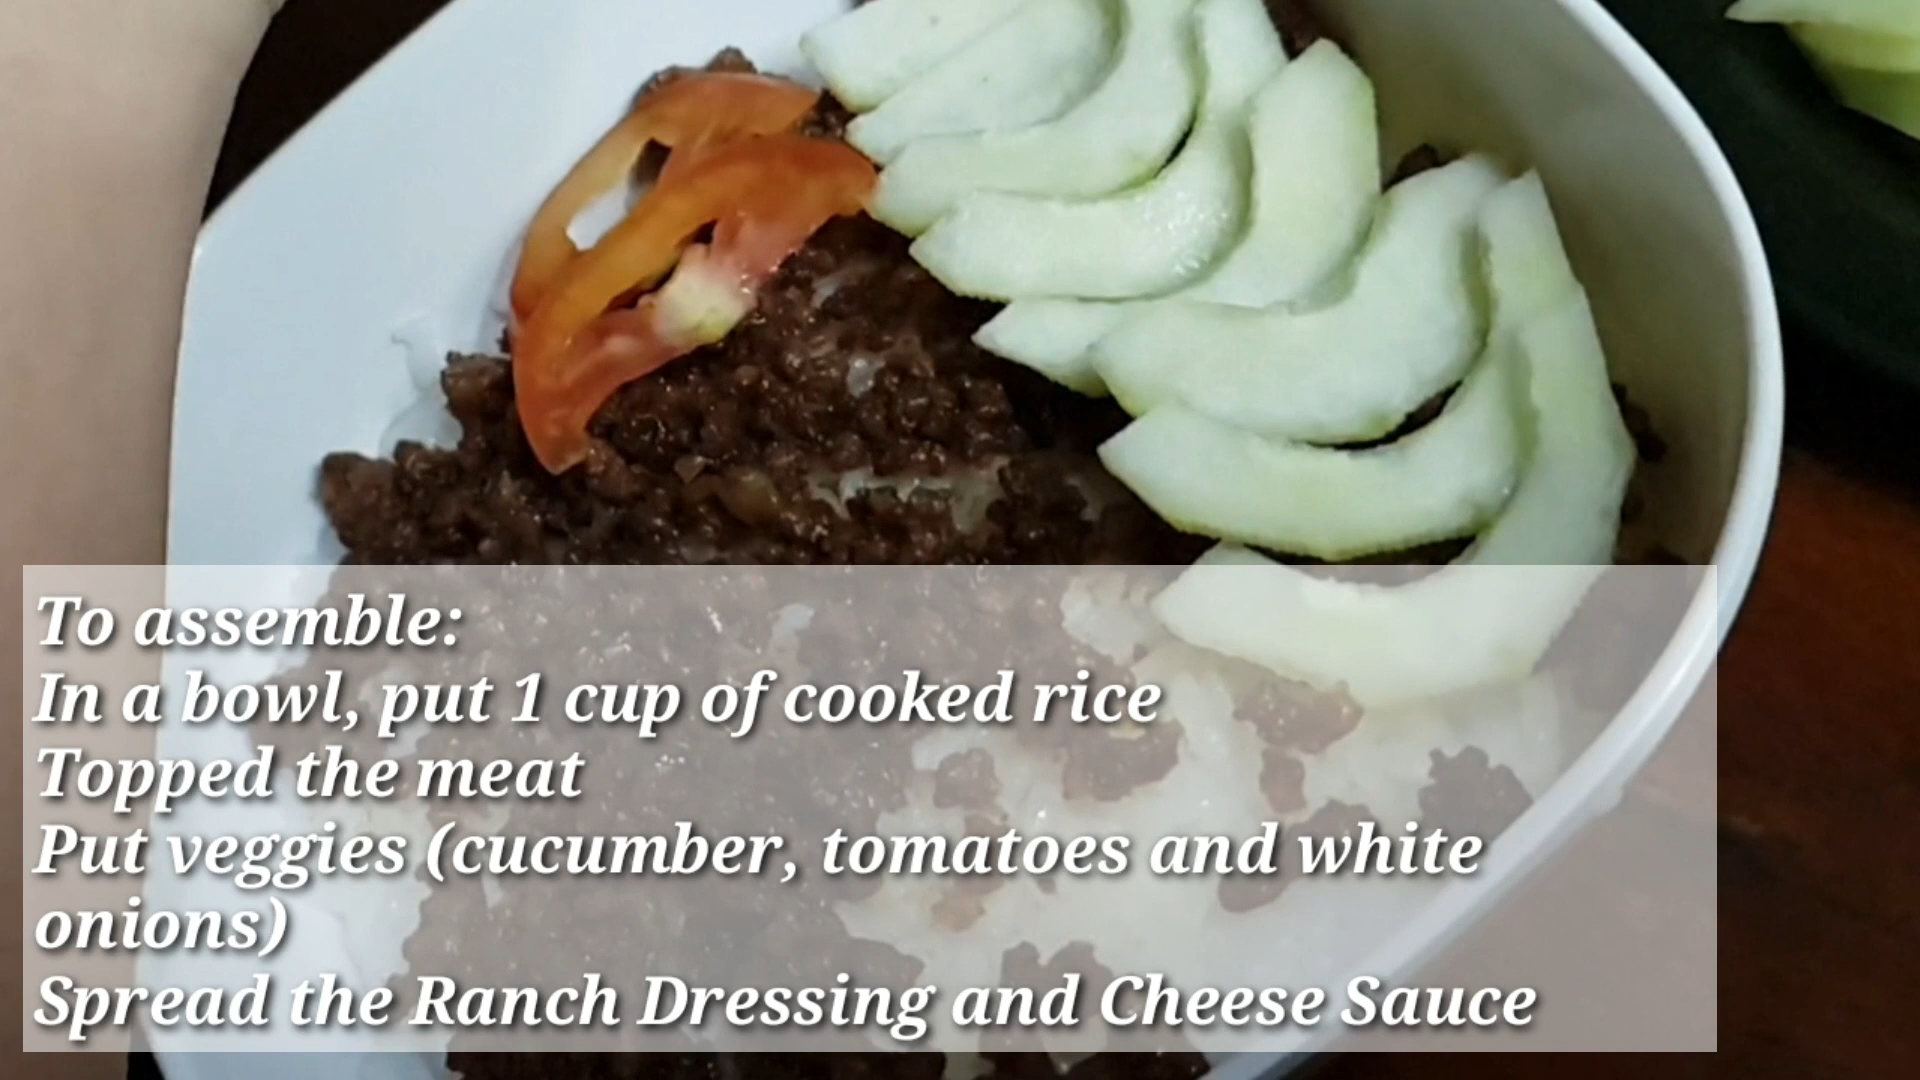 To assemble:
In a bowl, put 1 cup of cooked rice
Topped the meat
Put veggies (cucumber, tomatoes and white
onions)
Spread the Ranch Dressing and Cheese Sauce